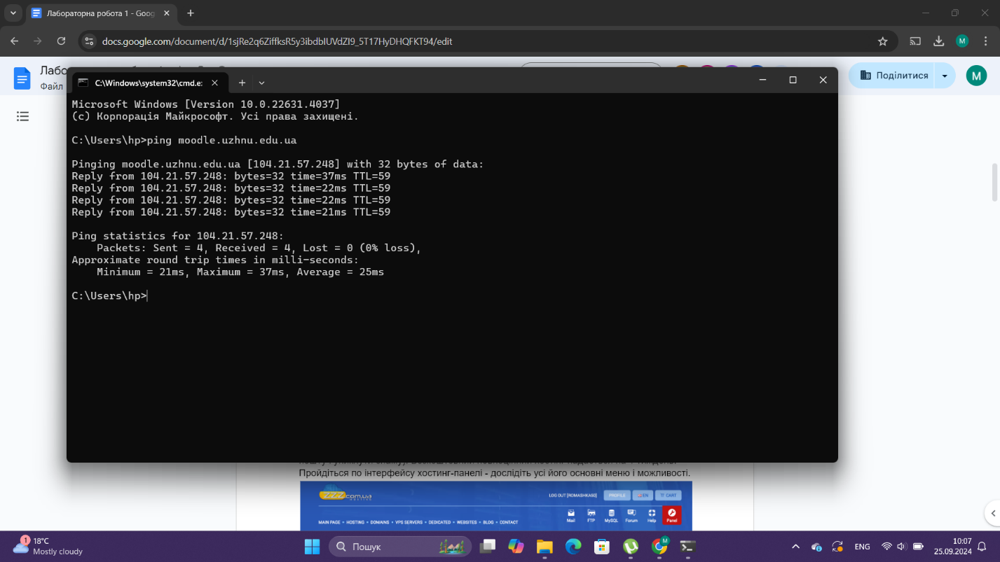 Лабораторна робота 1 - Goog
docs.google.com/document/d/1sjRe2q6ZiffksR5y3ibdbIUVdZI9_5T17HyDHQFKT94/edit
M
Лабо
Файл
Поділитися
M
C:\Windows\system32\cmd.e:
Microsoft Windows [Version 10.0.22631.4037]
(c) Корпорація Майкрософт. Усі права захищені.
C:\Users\hp>ping moodle.uzhnu.edu.ua
Pinging moodle.uzhnu.edu.ua [104.21.57.248] with 32 bytes of data:
Reply from 104.21.57.248: bytes=32 time=37ms TTL=59
Reply from 104.21.57.248: bytes=32 time=22ms TTL=59
Reply from 104.21.57.248: bytes=32 time=22ms TTL=59
Reply from 104.21.57.248: bytes=32 time=21ms TTL=59
Ping statistics for 104.21.57.248:
Packets: Sent = 4, Received = 4, Lost = 0 (0% loss),
Approximate round trip times in milli-seconds:
Minimum = 21ms, Maximum = 37ms, Average = 25ms
C:\Users\hp>
Пройдіться по інтерфейсу хостинг-панелі - дослідіть усі його основні меню і можливості.
ZZZ.com.ua
HOSTING
LOG OUT [ROMASHKASE]
PROFILE
EN
CART
MAIN PAGE • HOSTING • DOMAINS • VPS SERVERS • DEDICATED • WEBSITES • BLOG • CONTACT
Mail
FTP
MySQL
Forum
Help
Panel
1
18°C
Mostly cloudy
Пошук
M
ENG
10:07
25.09.2024